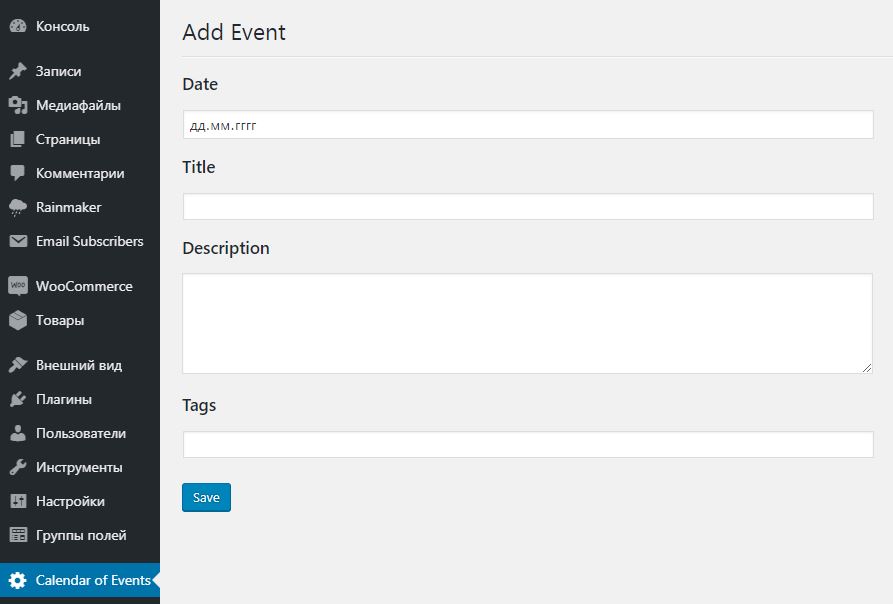 Консоль
Записи
Медиафайлы
Страницы
Комментарии
Rainmaker
Email Subscribers
WOO
WooCommerce
Товары
Внешний вид
Плагины
Пользователи
Инструменты
Настройки
Группы полей
Calendar of Events
Add Event
Date
дд.мм.гггг
Title
Description
Tags
Save